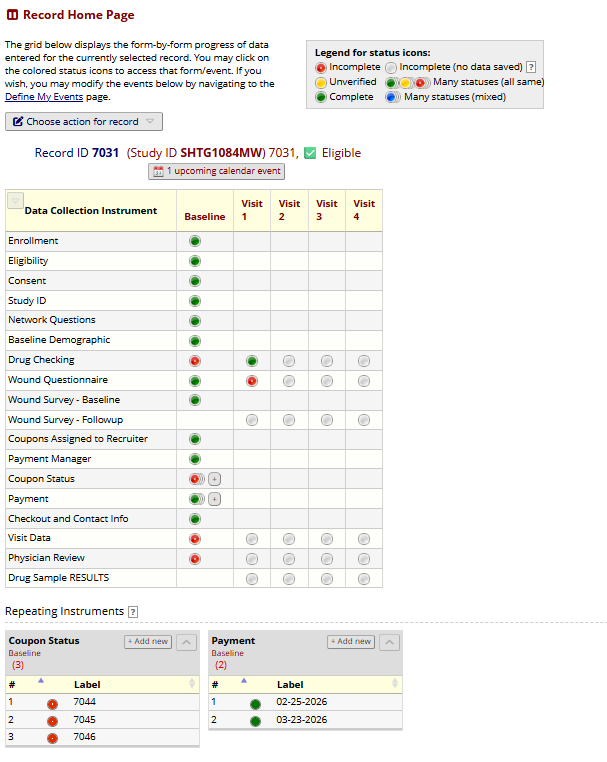 Record Home Page
The grid below displays the form-by-form progress of data
entered for the currently selected record. You may click on
the colored status icons to access that form/event. If you
wish, you may modify the events below by navigating to the
Define My Events page.
Legend for status icons:
Incomplete Incomplete (no data saved) ?
Unverified Many statuses (all same)
Complete Many statuses (mixed)
Choose action for record
Record ID 7031 (Study ID SHTG1084MW) 7031, Eligible
1 upcoming calendar event
Data Collection Instrument Baseline Visit 1 Visit 2 Visit 3 Visit 4
Enrollment
Eligibility
Consent
Study ID
Network Questions
Baseline Demographic
Drug Checking
Wound Questionnaire
Wound Survey - Baseline
Wound Survey - Followup
Coupons Assigned to Recruiter
Payment Manager
Coupon Status +
Payment +
Checkout and Contact Info
Visit Data
Physician Review
Drug Sample RESULTS
Repeating Instruments ?
Coupon Status + Add new
Baseline
(3)
# Label
1 7044
2 7045
3 7046
Payment + Add new
Baseline
(2)
# Label
1 02-25-2026
2 03-23-2026